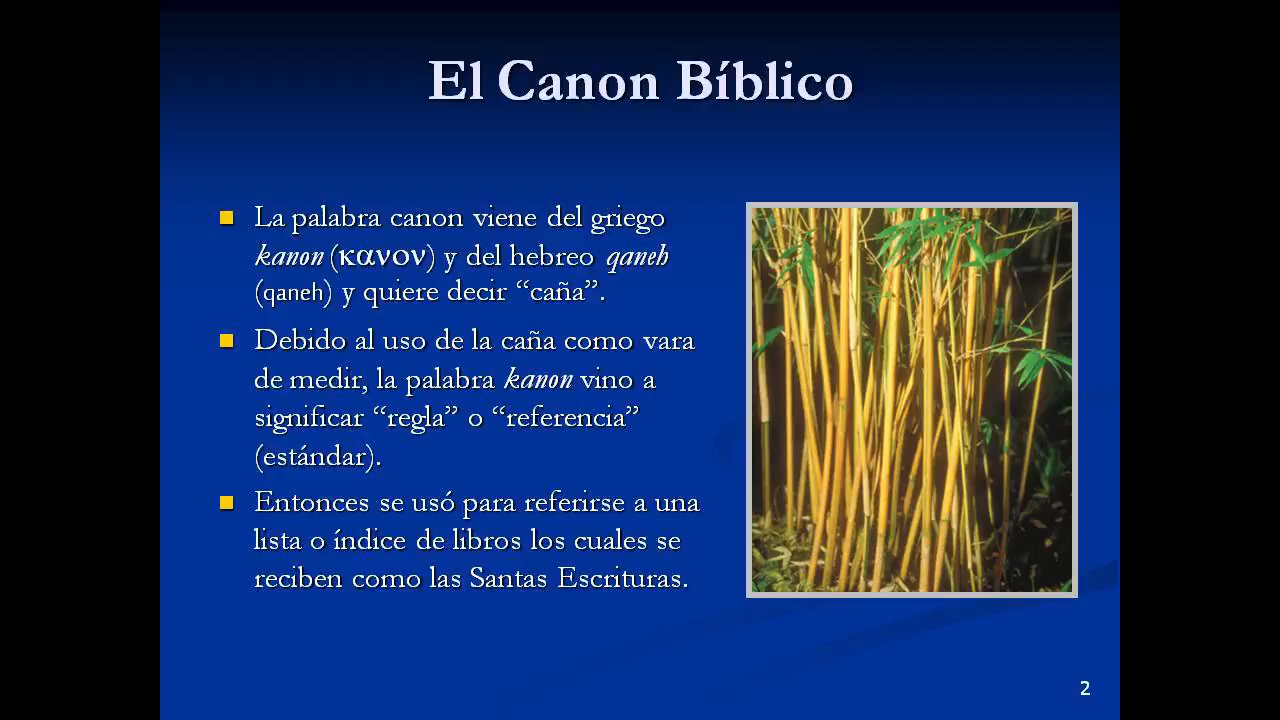 El Canon Bíblico
La palabra canon viene del griego
kanon (κανον) y del hebreo qaneh
(qaneh) y quiere decir “caña”.
Debido al uso de la caña como vara
de medir, la palabra kanon vino a
significar “regla” o “referencia”
(estándar).
Entonces se usó para referirse a una
lista o índice de libros los cuales se
reciben como las Santas Escrituras.
2